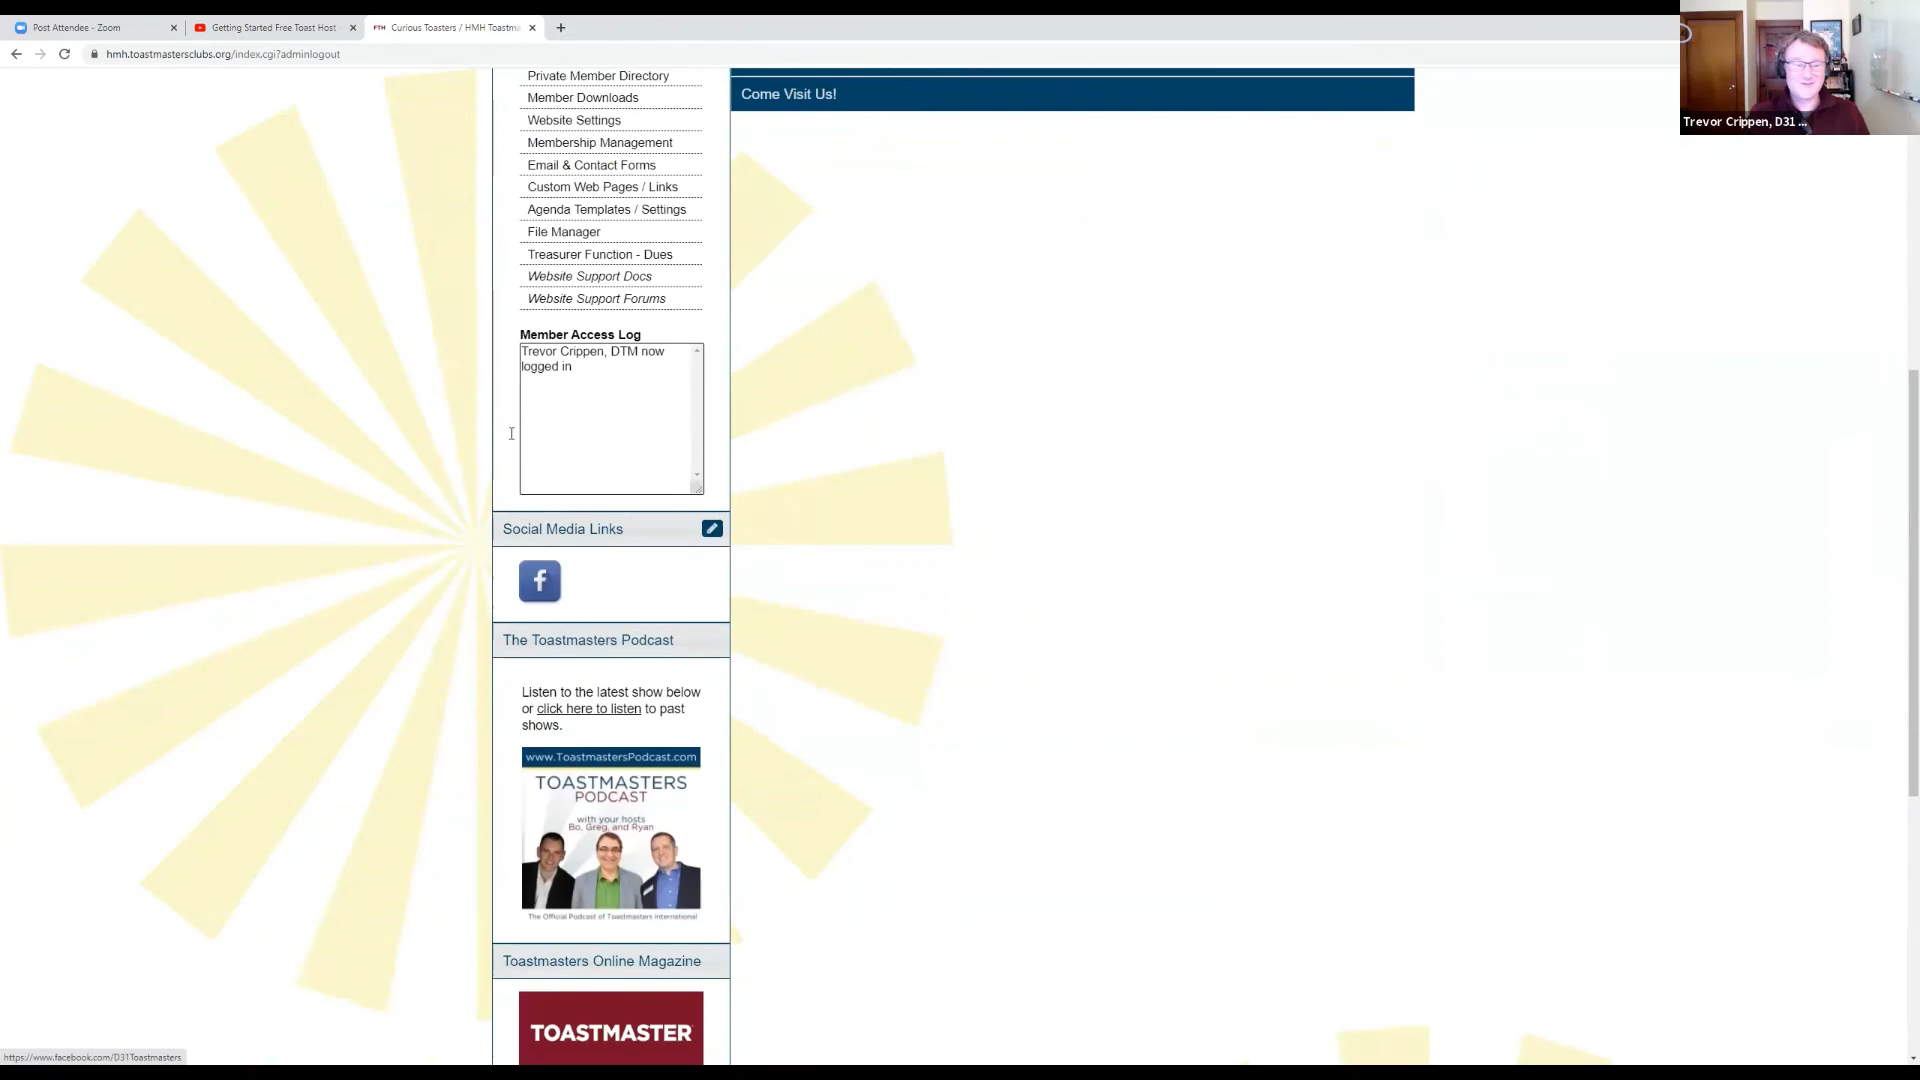 Post Attendee - Zoom
Getting Started Free Toast Host
FTH Curious Toasters / HMH Toastma
hmh.toastmastersclubs.org/index.cgi?adminlogout
Trevor Crippen, D31 ...
Private Member Directory
Member Downloads
Website Settings
Membership Management
Email & Contact Forms
Custom Web Pages / Links
Agenda Templates / Settings
File Manager
Treasurer Function - Dues
Website Support Docs
Website Support Forums
Come Visit Us!
Member Access Log
Trevor Crippen, DTM now
logged in
Social Media Links
f
The Toastmasters Podcast
Listen to the latest show below
or click here to listen to past
shows.
www.ToastmastersPodcast.com
TOASTMASTERS
PODCAST
with your hosts
Bo, Greg, and Ryan
The Official Podcast of Toastmasters International
Toastmasters Online Magazine
TOASTMASTER
https://www.facebook.com/D31Toastmasters